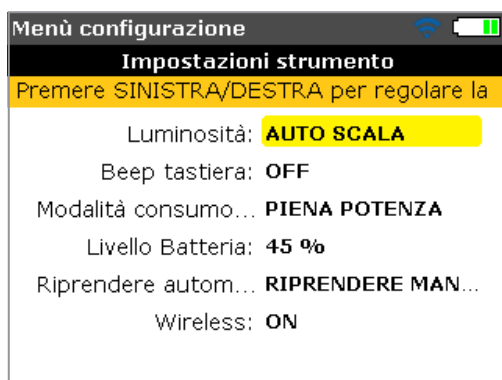 Menù configurazione
Impostazioni strumento
Premere SINISTRA/DESTRA per regolare la
Luminosità: AUTO SCALA
Beep tastiera: OFF
Modalità consumo... PIENA POTENZA
Livello Batteria: 45 %
Riprendere autom... RIPRENDERE MAN...
Wireless: ON